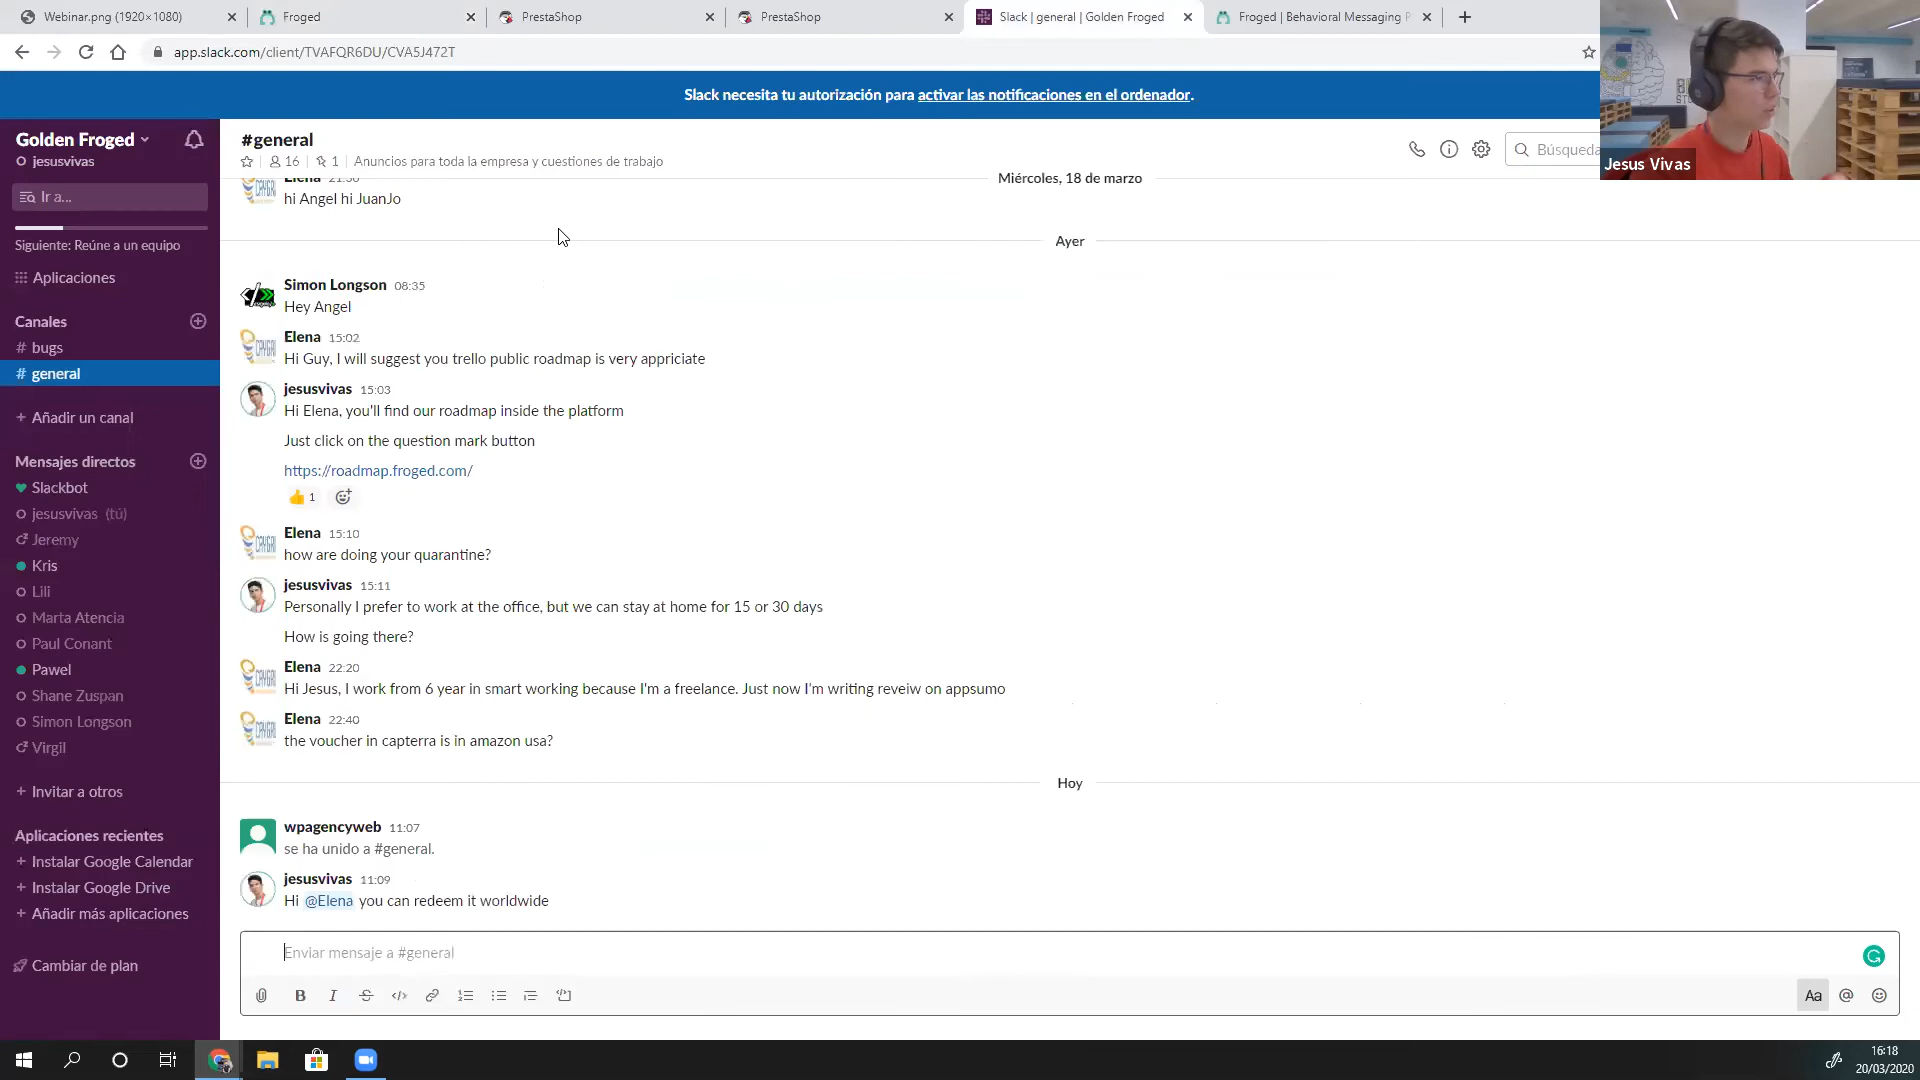 Webinar.png (1920×1080)
Froged
PrestaShop
PrestaShop
Slack | general | Golden Froged
Froged | Behavioral Messaging P
app.slack.com/client/TVAFQR6DU/CVA5J472T
Slack necesita tu autorización para activar las notificaciones en el ordenador.
Golden Froged
jesusvivas
Ir a...
Siguiente: Reúne a un equipo
Aplicaciones
Canales
# bugs
# general
+ Añadir un canal
Mensajes directos
Slackbot
jesusvivas (tú)
Jeremy
Kris
Lili
Marta Atencia
Paul Conant
Pawel
Shane Zuspan
Simon Longson
Virgil
+ Invitar a otros
Aplicaciones recientes
+ Instalar Google Calendar
+ Instalar Google Drive
+ Añadir más aplicaciones
Cambiar de plan
#general
16 | 1 | Anuncios para toda la empresa y cuestiones de trabajo
Búsqueda
Jesus Vivas
Miércoles, 18 de marzo
Elena
hi Angel hi JuanJo
Ayer
Simon Longson 08:35
Hey Angel
Elena 15:02
Hi Guy, I will suggest you trello public roadmap is very appriciate
jesusvivas 15:03
Hi Elena, you'll find our roadmap inside the platform
Just click on the question mark button
https://roadmap.froged.com/
1
Elena 15:10
how are doing your quarantine?
jesusvivas 15:11
Personally I prefer to work at the office, but we can stay at home for 15 or 30 days
How is going there?
Elena 22:20
Hi Jesus, I work from 6 year in smart working because I'm a freelance. Just now I'm writing reveiw on appsumo
Elena 22:40
the voucher in capterra is in amazon usa?
Hoy
wpagencyweb 11:07
se ha unido a #general.
jesusvivas 11:09
Hi @Elena you can redeem it worldwide
Enviar mensaje a #general
B I Aa @
16:18
20/03/2020